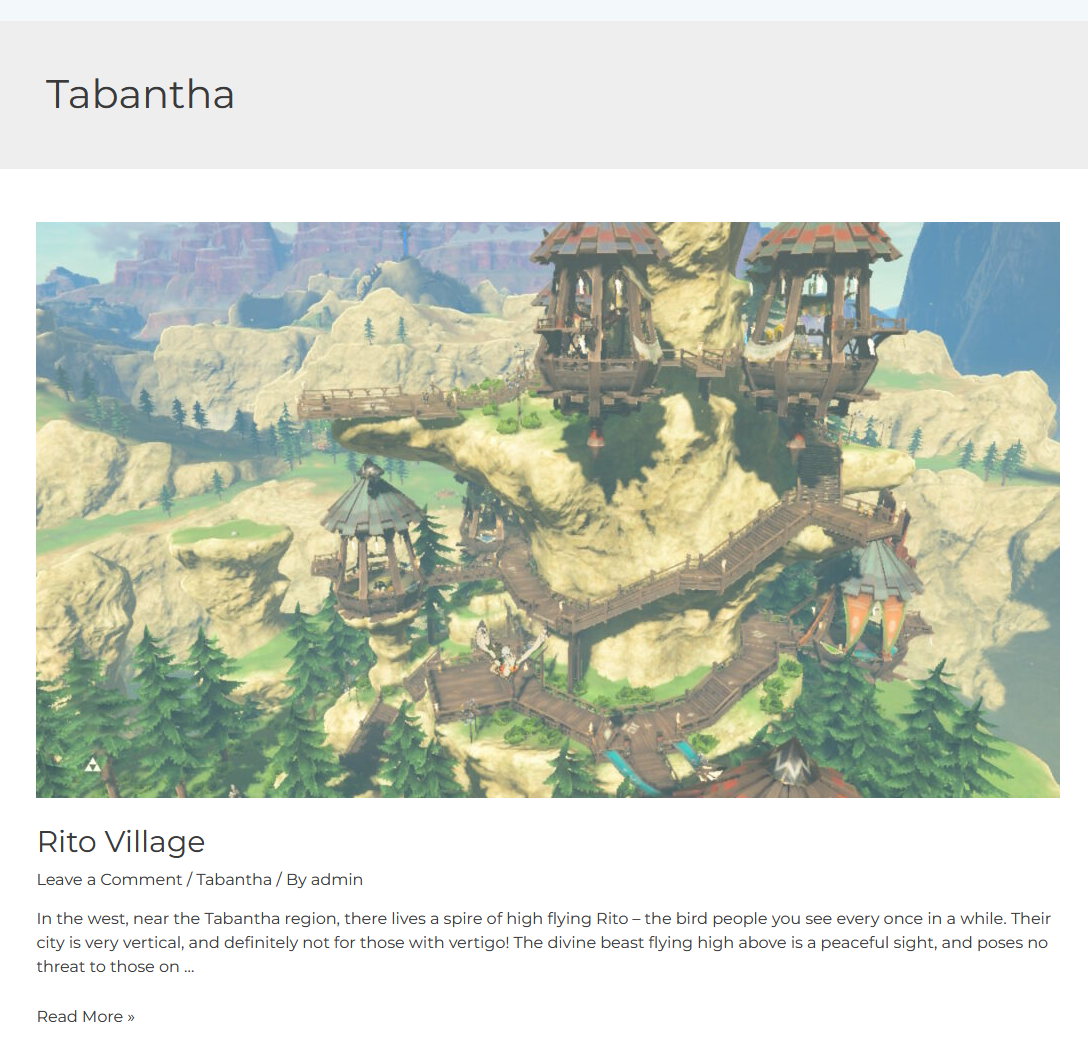 Tabantha
Rito Village
Leave a Comment / Tabantha / By admin
In the west, near the Tabantha region, there lives a spire of high flying Rito – the bird people you see every once in a while. Their
city is very vertical, and definitely not for those with vertigo! The divine beast flying high above is a peaceful sight, and poses no
threat to those on …
Read More »